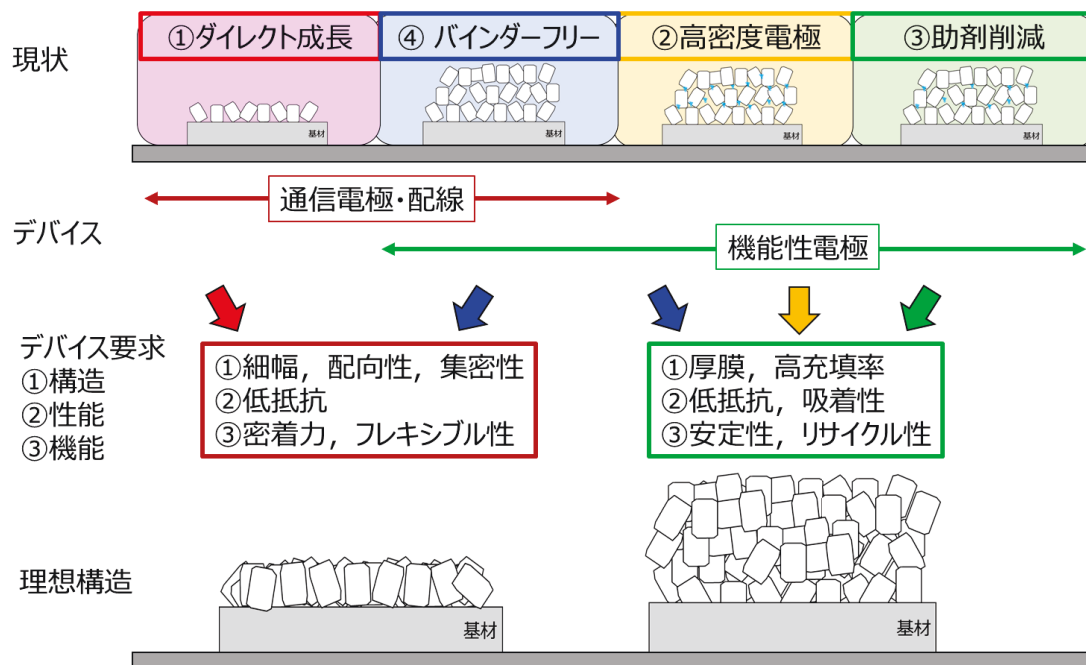 現状
①ダイレクト成長
④ バインダーフリー
②高密度電極
③助剤削減
基材
基材
基材
基材
通信電極・配線
デバイス
機能性電極
デバイス要求
①構造
②性能
③機能
①細幅，配向性，集密性
②低抵抗
③密着力，フレキシブル性
①厚膜，高充填率
②低抵抗，吸着性
③安定性，リサイクル性
理想構造
基材
基材